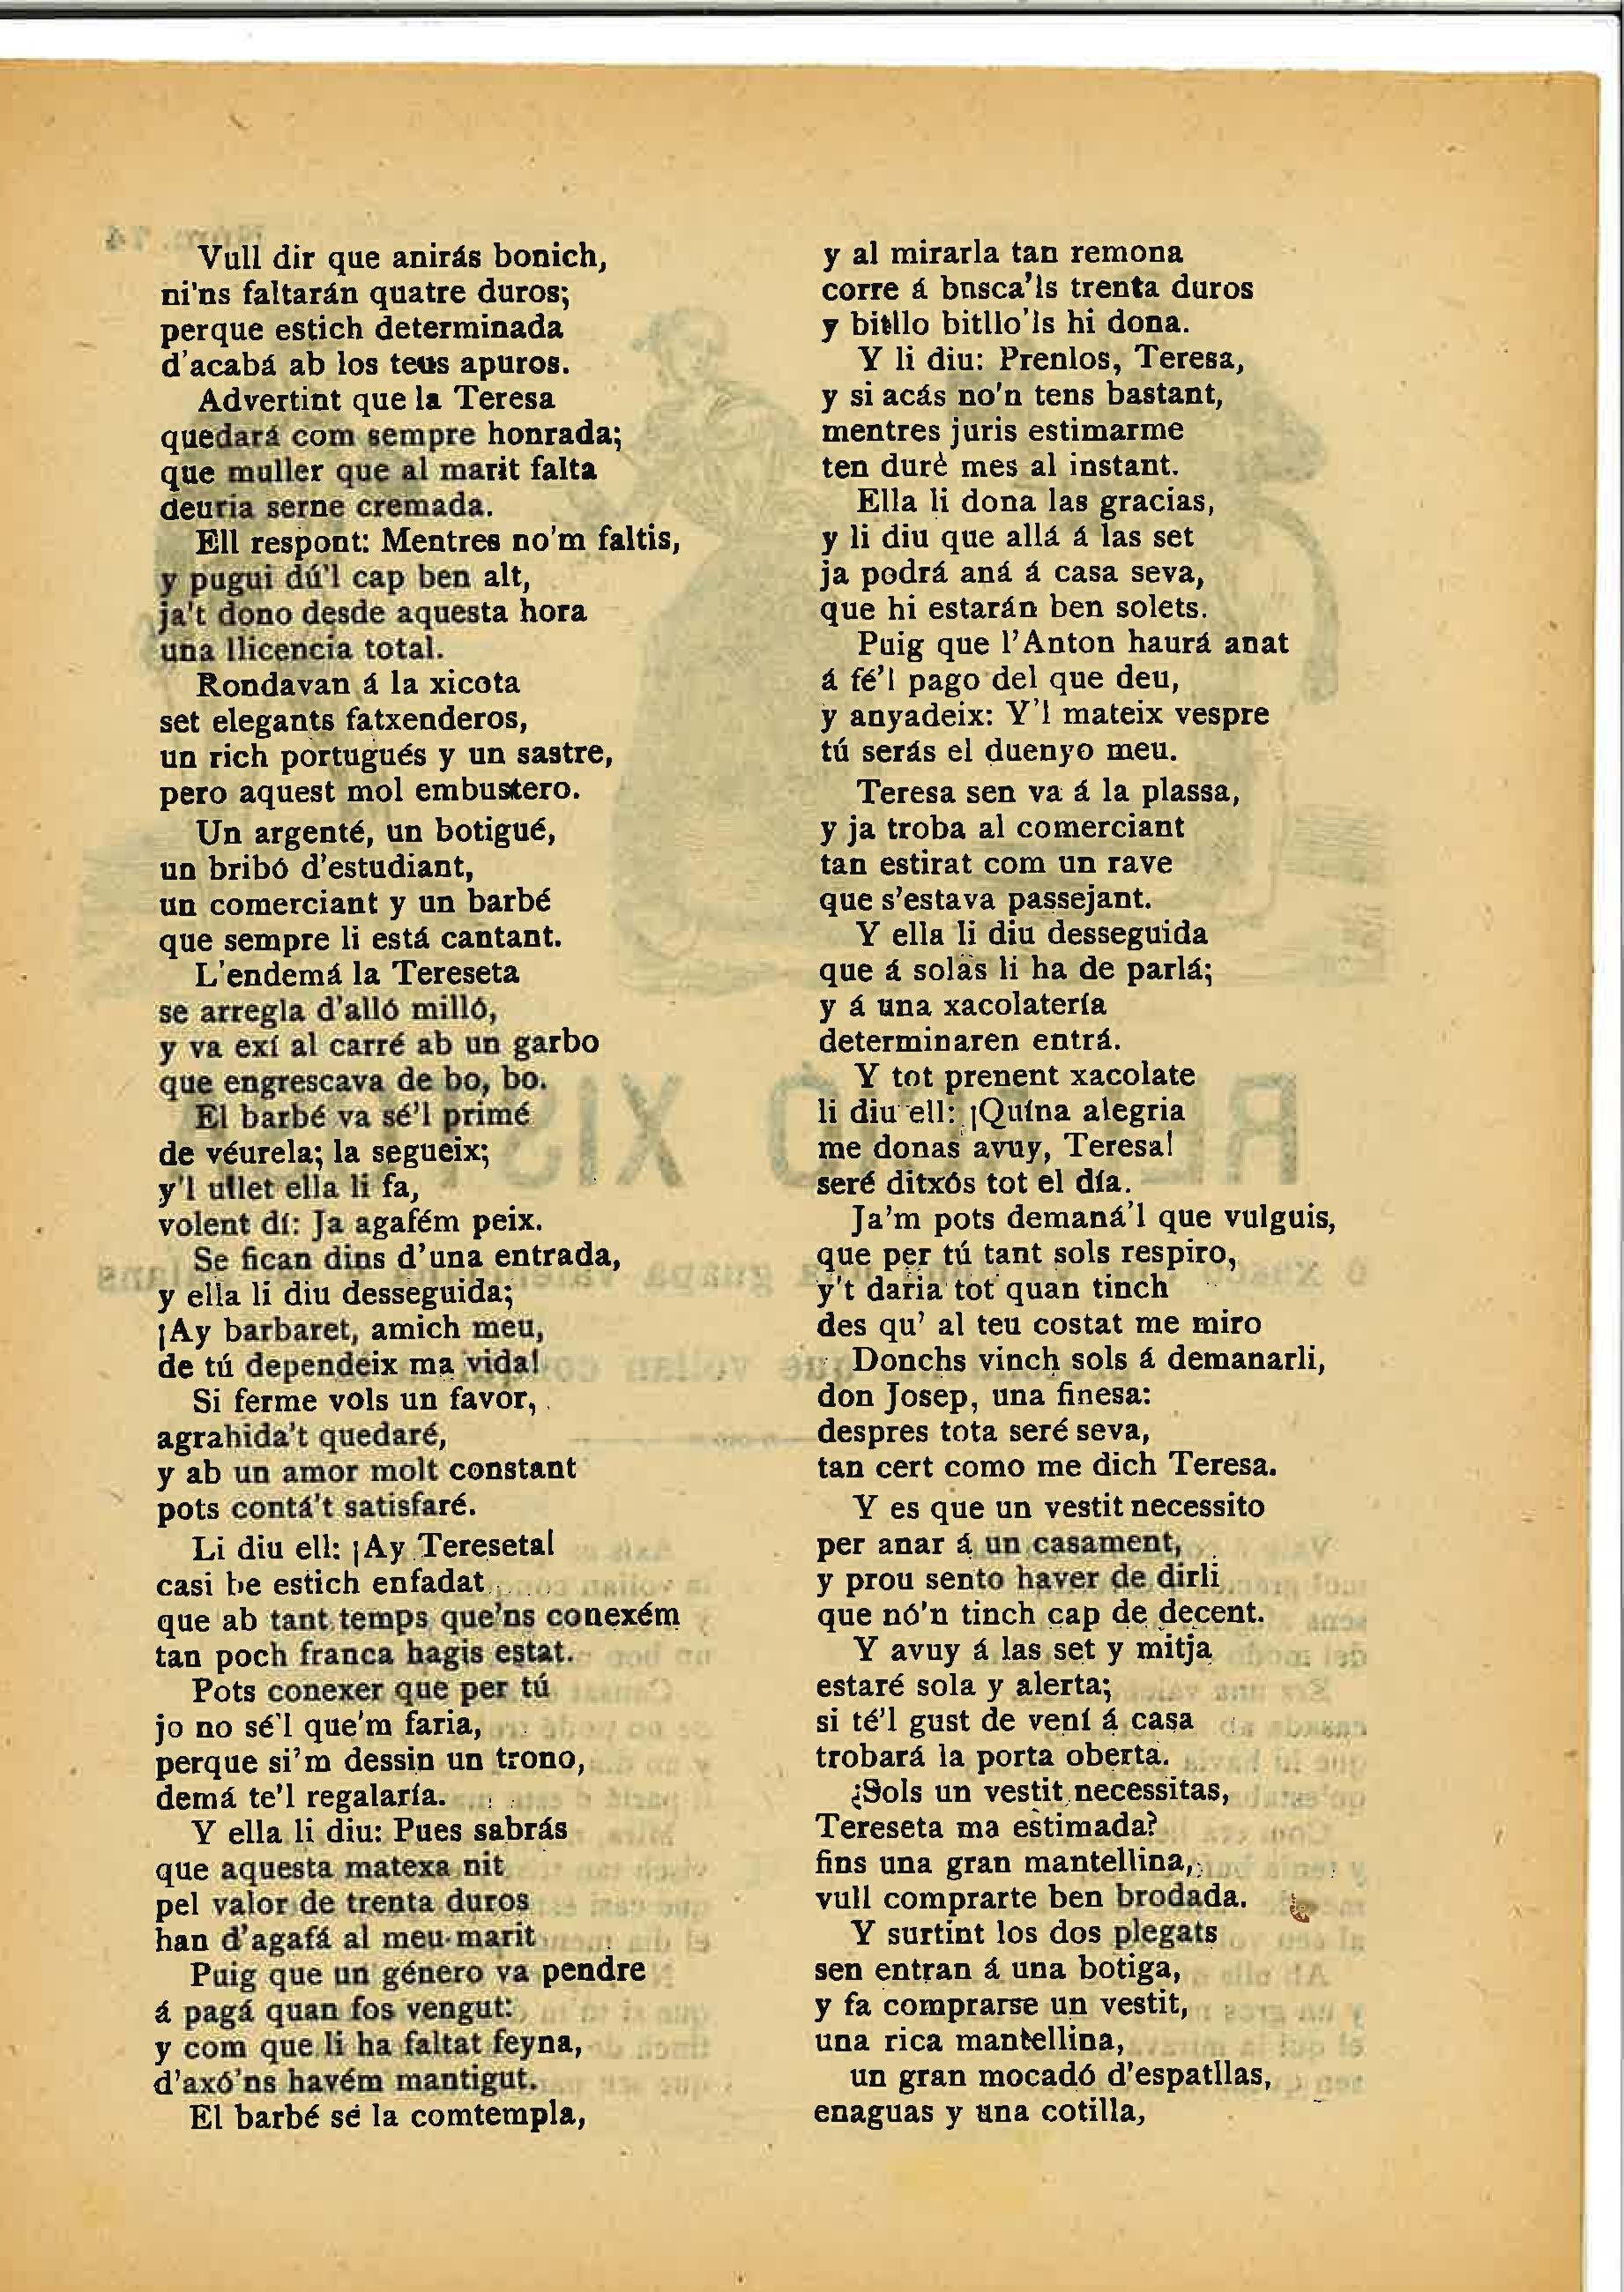 Vull dir que anirás bonich,
ni'ns faltarán quatre duros;
perque estich determinada
d'acabá ab los teus apuros.
Advertint que la Teresa
quedará com sempre honrada;
que muller que al marit falta
deuria serne cremada.
Ell respont: Mentres no'm faltis,
y pugui dú'l cap ben alt,
ja't dono desde aquesta hora
una llicencia total.
Rondavan á la xicota
set elegants fatxenderos,
un rich portugués y un sastre,
pero aquest mol embustero.
Un argenté, un botigué,
un bribó d'estudiant,
un comerciant y un barbé
que sempre li está cantant.
L'endemá la Tereseta
se arregla d'alló milló,
y va exí al carré ab un garbo
que engrescava de bo, bo.
El barbé va sé'l primé
de véurela; la segueix;
y'l ullet ella li fa,
volent dí: Ja agafém peix.
Se fican dins d'una entrada,
y ella li diu desseguida;
¡Ay barbaret, amich meu,
de tú dependeix ma vida!
Si ferme vols un favor,
agrahida't quedaré,
y ab un amor molt constant
pots contá't satisfaré.
Li diu ell: ¡Ay Tereseta!
casi be estich enfadat
que ab tant temps que'ns conexém
tan poch franca hagis estat.
Pots conexer que per tú
jo no sé'l que'm faria,
perque si'm dessin un trono,
demá te'l regalaría.
Y ella li diu: Pues sabrás
que aquesta matexa nit
pel valor de trenta duros
han d'agafá al meu marit
Puig que un género va pendre
á pagá quan fos vengut:
y com que li ha faltat feyna,
d'axó'ns havém mantigut.
El barbé se la comtempla,
y al mirarla tan remona
corre á bnsca'ls trenta duros
y bitllo bitllo'ls hi dona.
Y li diu: Prenlos, Teresa,
y si acás no'n tens bastant,
mentres juris estimarme
ten durè mes al instant.
Ella li dona las gracias,
y li diu que allá á las set
ja podrá aná á casa seva,
que hi estarán ben solets.
Puig que l'Anton haurá anat
á fé'l pago del que deu,
y anyadeix: Y'l mateix vespre
tú serás el duenyo meu.
Teresa sen va á la plassa,
y ja troba al comerciant
tan estirat com un rave
que s'estava passejant.
Y ella li diu desseguida
que á solas li ha de parlá;
y á una xacolatería
determinaren entrá.
Y tot prenent xacolate
li diu ell: ¡Quína alegria
me donas avuy, Teresa!
seré ditxós tot el día.
Ja'm pots demaná'l que vulguis,
que per tú tant sols respiro,
y't daria tot quan tinch
des qu' al teu costat me miro
Donchs vinch sols á demanarli,
don Josep, una finesa:
despres tota seré seva,
tan cert como me dich Teresa.
Y es que un vestit necessito
per anar á un casament,
y prou sento haver de dirli
que nó'n tinch cap de decent.
Y avuy á las set y mitja
estaré sola y alerta;
si té'l gust de vení á casa
trobará la porta oberta.
¿Sols un vestit necessitas,
Tereseta ma estimada?
fins una gran mantellina,
vull comprarte ben brodada.
Y surtint los dos plegats
sen entran á una botiga,
y fa comprarse un vestit,
una rica mantellina,
un gran mocadó d'espatllas,
enaguas y una cotilla,